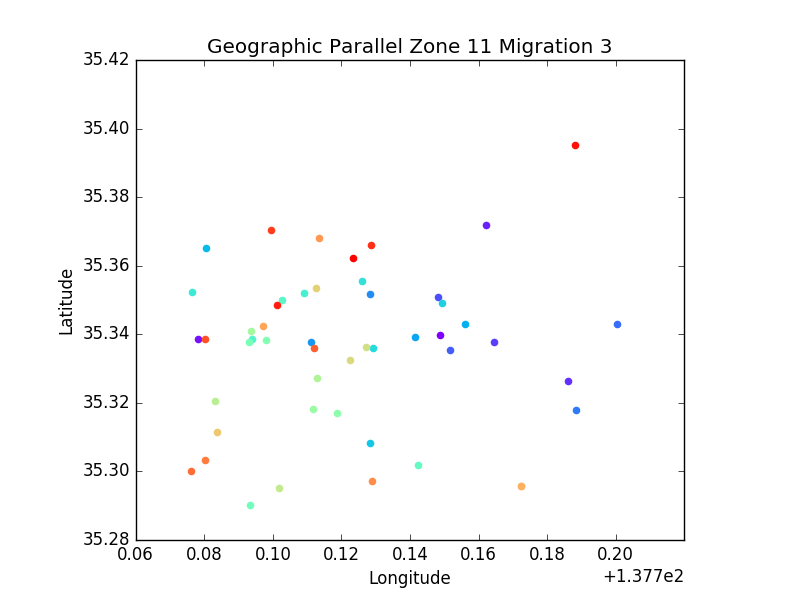 Geographic Parallel Zone 11 Migration 3
35.42
35.40
35.38
35.36
35.34
35.32
35.30
35.28
Latitude
0.06 0.08 0.10 0.12 0.14 0.16 0.18 0.20
Longitude
+1.377e2